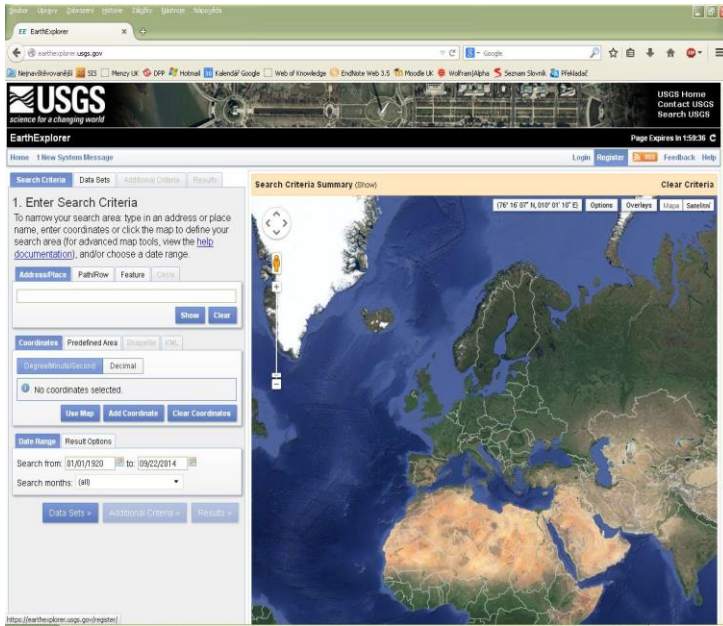 Soubor Úpravy Zobrazení Historie Záložky Nástroje Nápověda
EE EarthExplorer × +
earthexplorer.usgs.gov
Google
Nejnavštěvovanější SIS Menzy UK DPP Hotmail Kalendář Google Web of Knowledge EndNote Web 3.5 Moodle UK Wolfram|Alpha Seznam Slovník Překladač
USGS
science for a changing world
USGS Home
Contact USGS
Search USGS
EarthExplorer
Page Expires in 1:59:36
Home 1 New System Message
Login Register RSS Feedback Help
Search Criteria Data Sets Additional Criteria Results
Search Criteria Summary (Show)
Clear Criteria
1. Enter Search Criteria
To narrow your search area: type in an address or place
name, enter coordinates or click the map to define your
search area (for advanced map tools, view the help
documentation), and/or choose a date range.
Address/Place Path/Row Feature Circle
Show Clear
Coordinates Predefined Area Shapefile KML
Degree/Minute/Second Decimal
No coordinates selected.
Use Map Add Coordinate Clear Coordinates
Date Range Result Options
Search from: 01/01/1920 to: 09/22/2014
Search months: (all)
Data Sets » Additional Criteria » Results »
(76° 16' 07" N, 010° 01' 10" E) Options Overlays Mapa Satelitní
https://earthexplorer.usgs.gov/register/